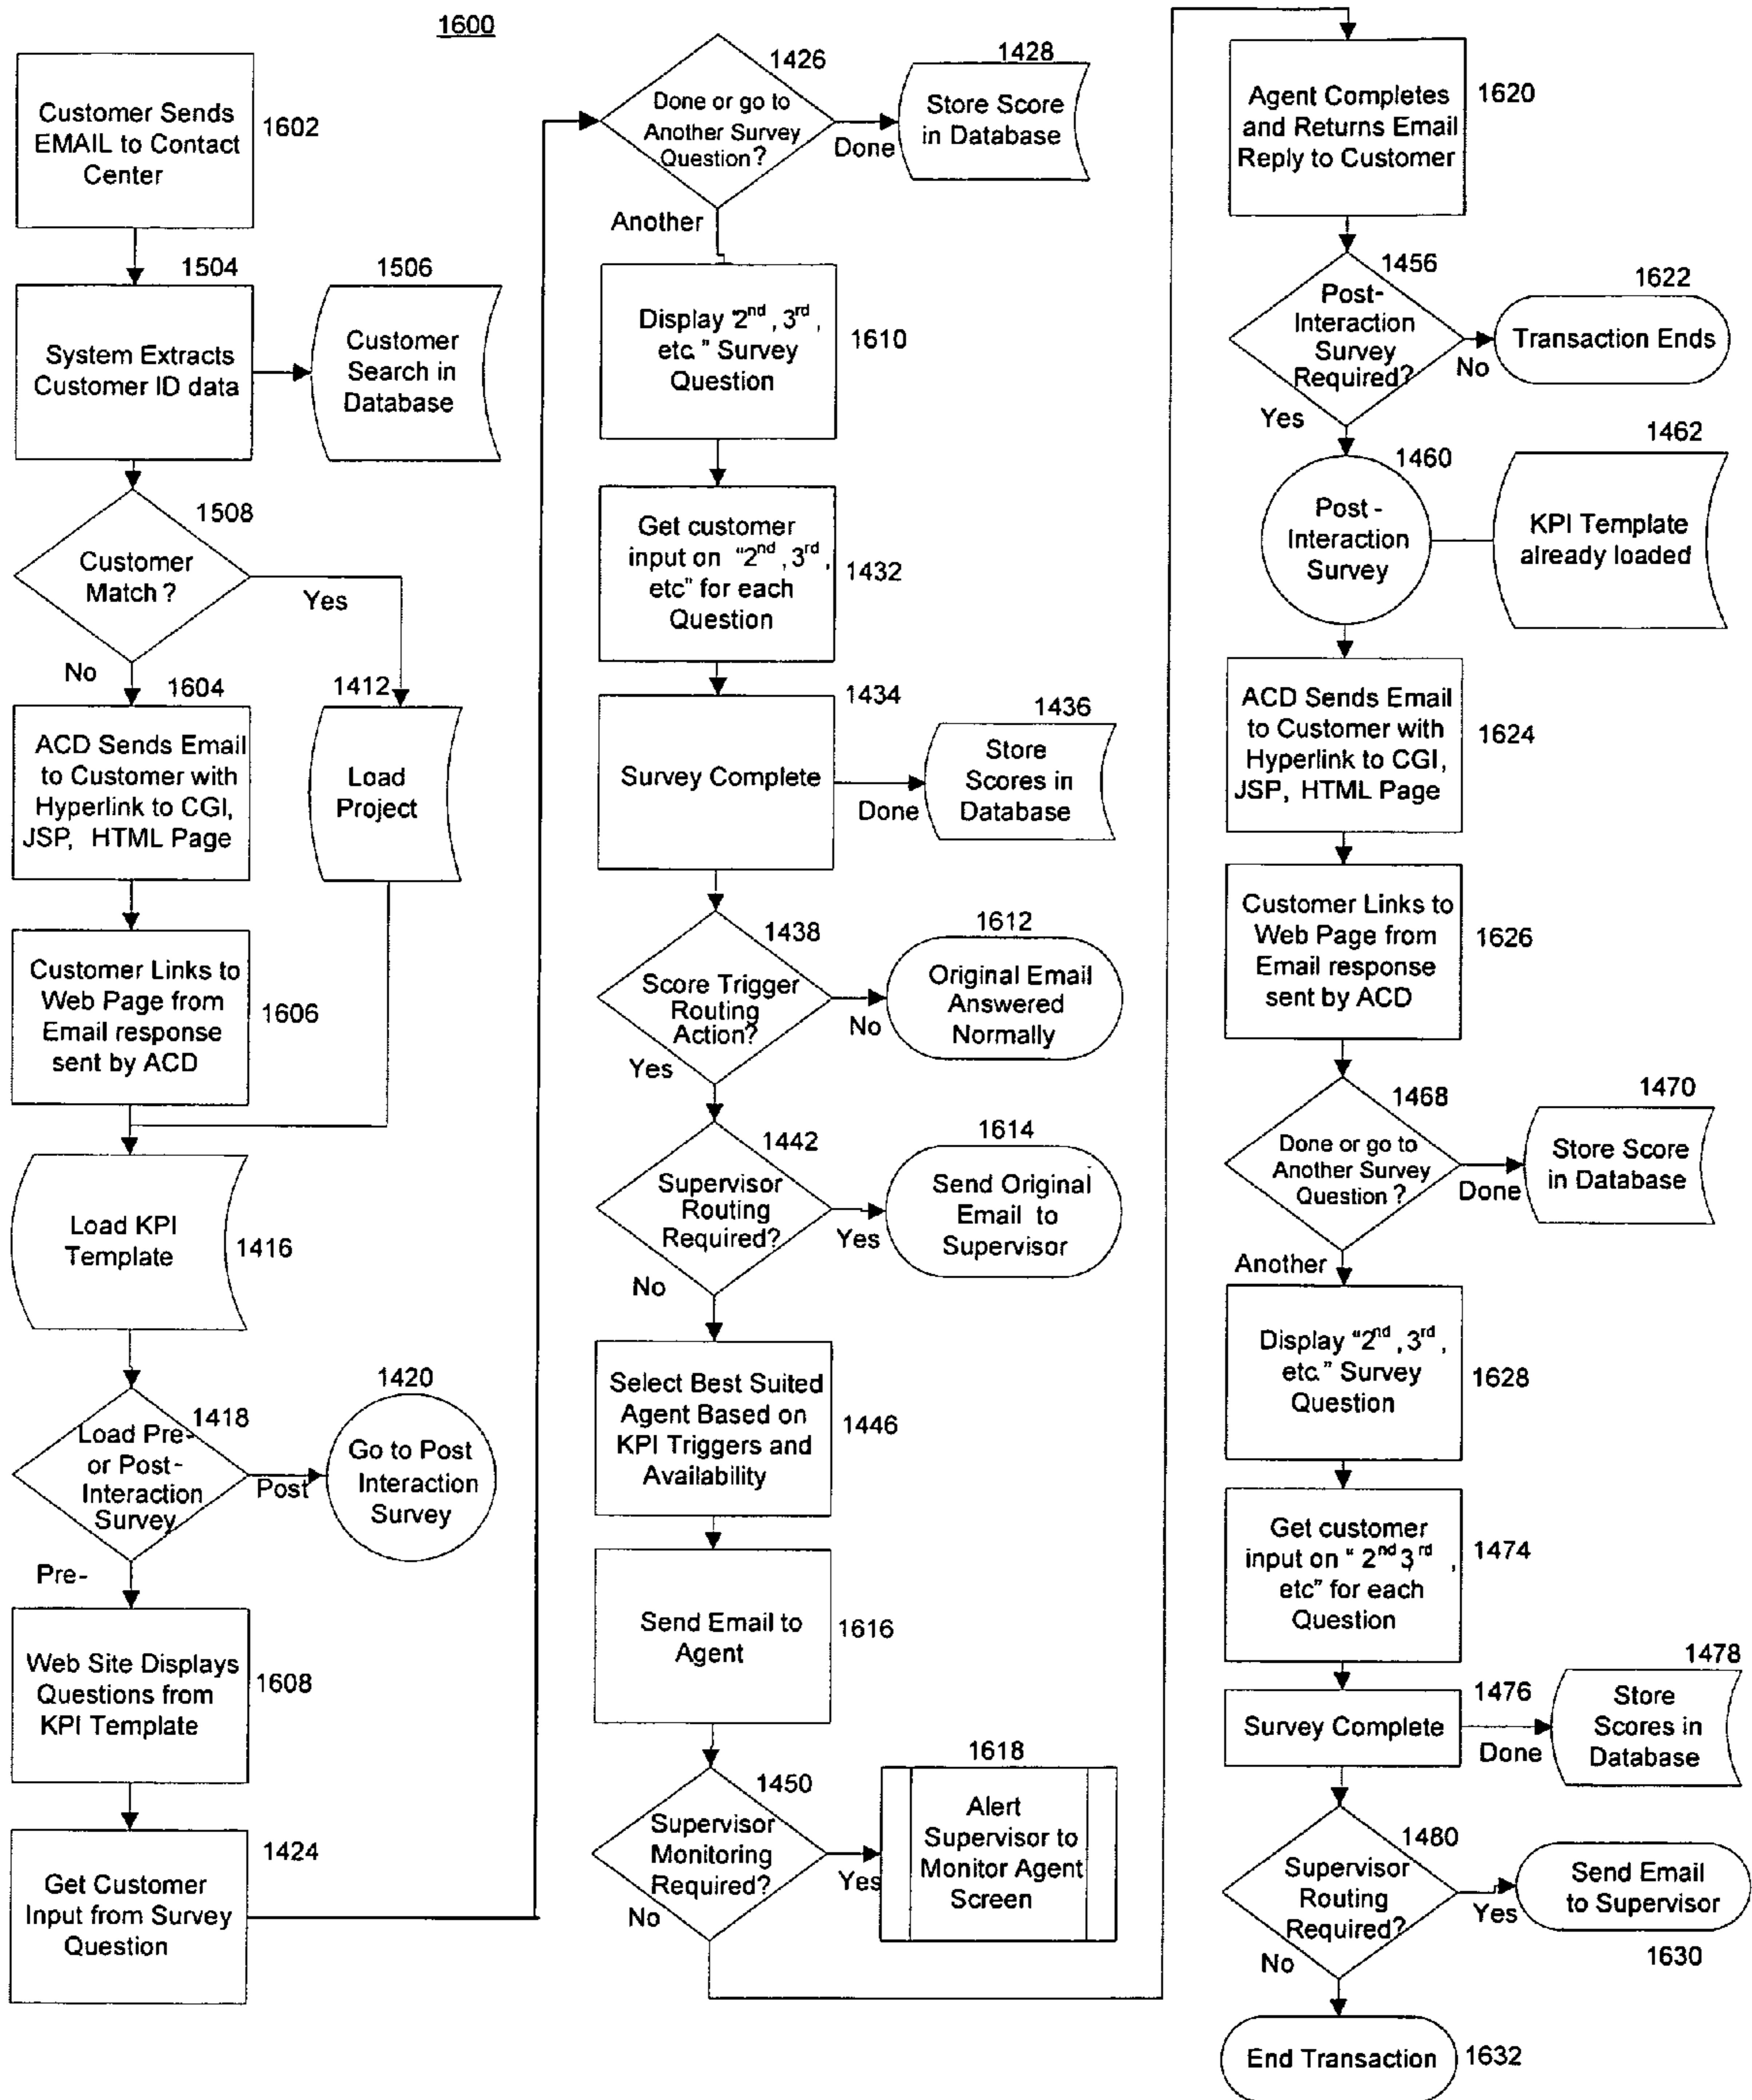 1600
Customer Sends
EMAIL to Contact
Center
1602
1504
System Extracts
Customer ID data
1506
Customer
Search in
Database
1508
Customer
Match ?
Yes
No
1604
ACD Sends Email
to Customer with
Hyperlink to CGI,
JSP, HTML Page
1412
Load
Project
Customer Links to
Web Page from
Email response
sent by ACD
1606
Load KPI
Template
1416
1418
Load Pre-
or Post-
Interaction
Survey
Post
Pre-
1420
Go to Post
Interaction
Survey
Web Site Displays
Questions from
KPI Template
1608
1424
Get Customer
Input from Survey
Question
1426
Done or go to
Another Survey
Question?
Done
Another
1428
Store Score
in Database
Display "2nd, 3rd,
etc." Survey
Question
1610
Get customer
input on "2nd, 3rd,
etc" for each
Question
1432
1434
Survey Complete
Done
1436
Store
Scores in
Database
1438
Score Trigger
Routing
Action?
No
Yes
1612
Original Email
Answered
Normally
1442
Supervisor
Routing
Required?
Yes
No
1614
Send Original
Email to
Supervisor
Select Best Suited
Agent Based on
KPI Triggers and
Availability
1446
Send Email to
Agent
1616
1450
Supervisor
Monitoring
Required?
Yes
No
1618
Alert
Supervisor to
Monitor Agent
Screen
Agent Completes
and Returns Email
Reply to Customer
1620
1456
Post-
Interaction
Survey
Required?
No
Yes
1622
Transaction Ends
1460
Post -
Interaction
Survey
1462
KPI Template
already loaded
ACD Sends Email
to Customer with
Hyperlink to CGI,
JSP, HTML Page
1624
Customer Links to
Web Page from
Email response
sent by ACD
1626
1468
Done or go to
Another Survey
Question ?
Done
Another
1470
Store Score
in Database
Display "2nd, 3rd,
etc." Survey
Question
1628
Get customer
input on " 2nd 3rd ,
etc" for each
Question
1474
1476
Survey Complete
Done
1478
Store
Scores in
Database
1480
Supervisor
Routing
Required?
Yes
No
Send Email
to Supervisor
1630
End Transaction
1632